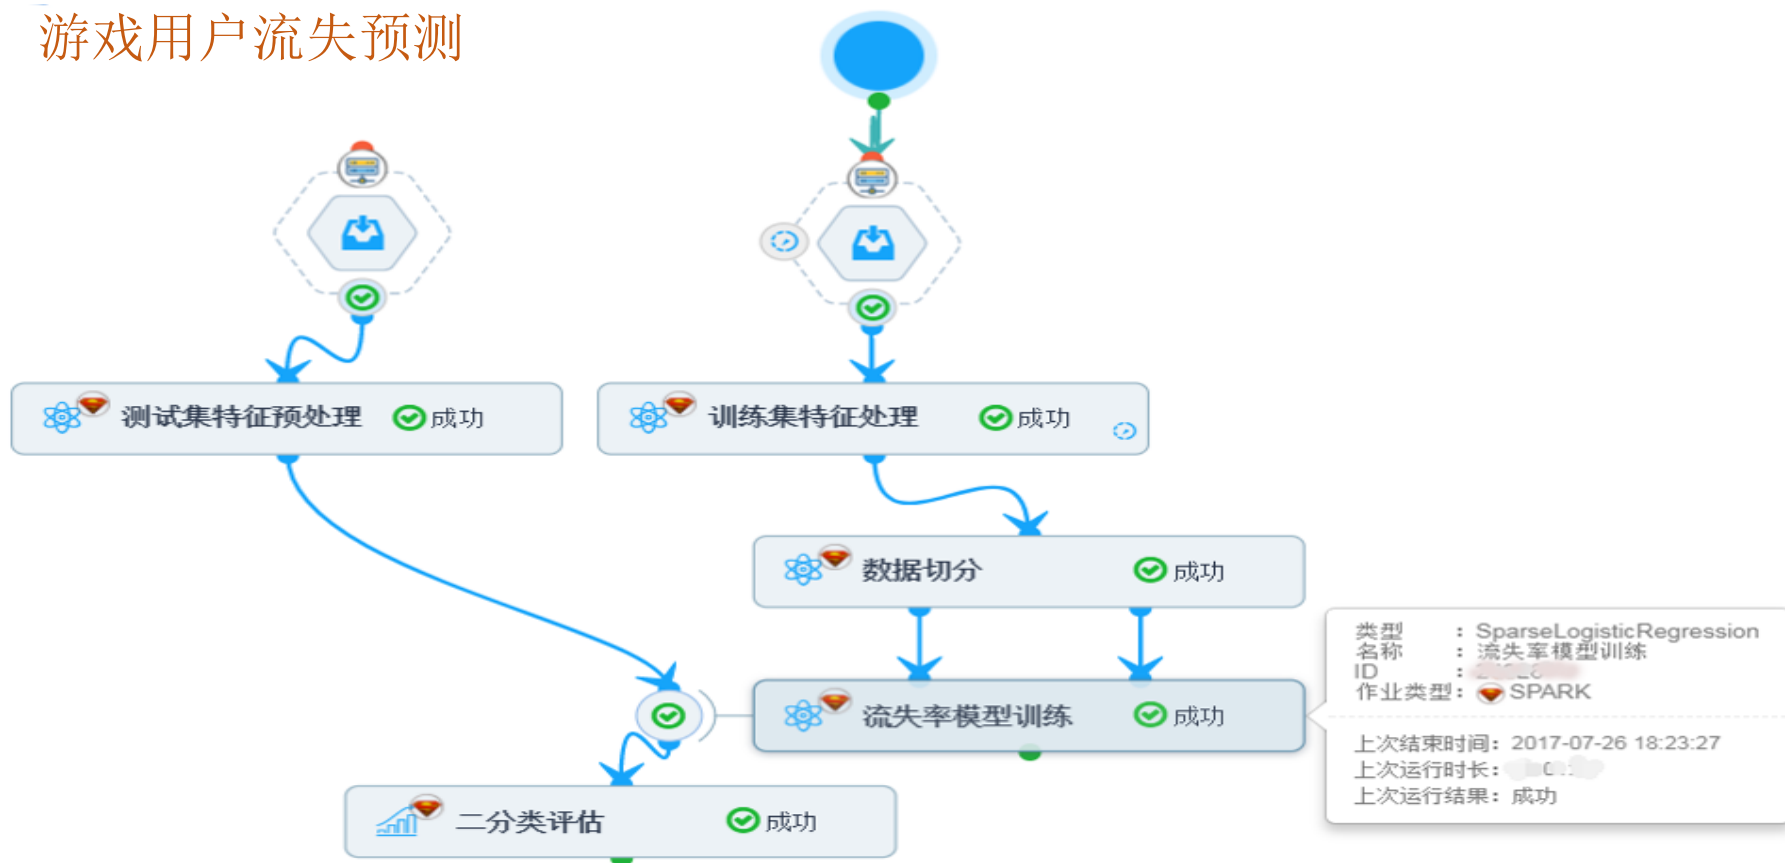 游戏用户流失预测
测试集特征预处理 成功
训练集特征处理 成功
数据切分 成功
流失率模型训练 成功
类型 : SparseLogisticRegression
名称 : 流失率模型训练
ID :
作业类型: SPARK
上次结束时间: 2017-07-26 18:23:27
上次运行时长:
上次运行结果: 成功
二分类评估 成功